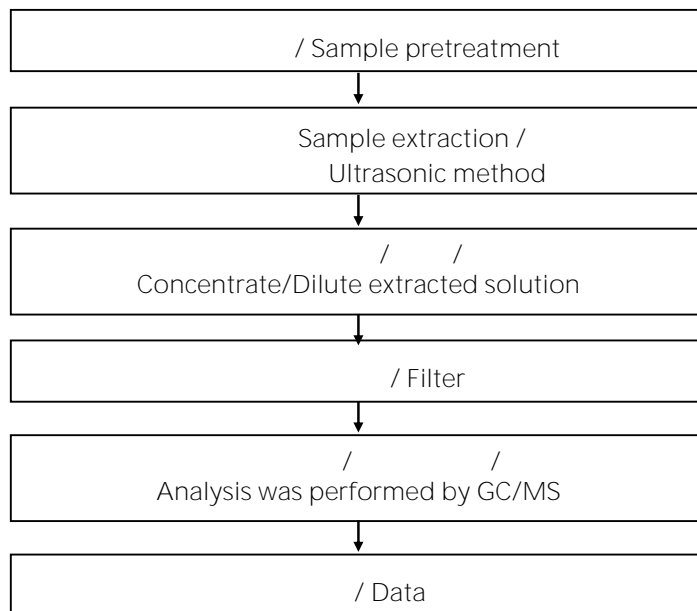 / Sample pretreatment
Sample extraction /
Ultrasonic method
/ /
Concentrate/Dilute extracted solution
/ Filter
/ /
Analysis was performed by GC/MS
/ Data